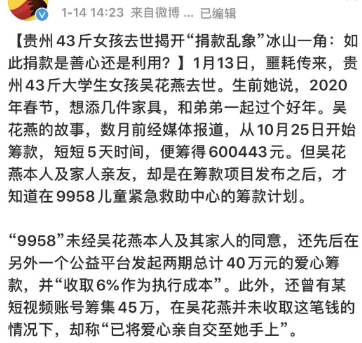 1-14 14:23 来自微博 ... 已编辑
【贵州43斤女孩去世揭开“捐款乱象”冰山一角：如
此捐款是善心还是利用？】1月13日，噩耗传来，贵
州43斤大学生女孩吴花燕去世。生前她说，2020
年春节，想添几件家具，和弟弟一起过个好年。吴
花燕的故事，数月前经媒体报道，从10月25日开始
筹款，短短5天时间，便筹得600443元。但吴花
燕本人及家人亲友，却是在筹款项目发布之后，才
知道在9958儿童紧急救助中心的筹款计划。
“9958”未经吴花燕本人及其家人的同意，还先后在
另外一个公益平台发起两期总计40万元的爱心筹
款，并“收取6%作为执行成本”。此外，还曾有某
短视频账号筹集45万，在吴花燕并未收取这笔钱的
情况下，却称“已将爱心亲自交至她手上”。